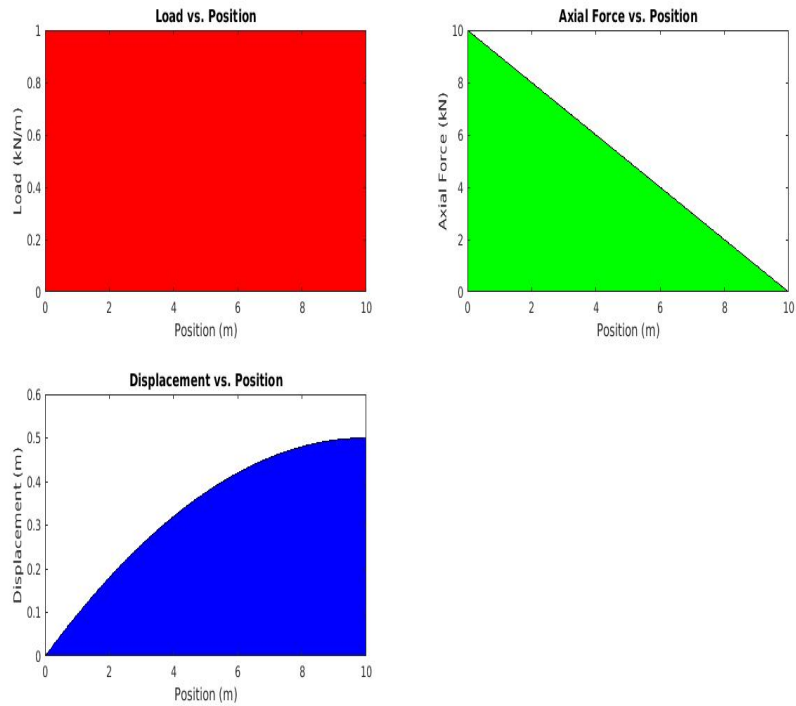 Load vs. Position
1
0.8
0.6
0.4
0.2
0
Load (kN/m)
0 2 4 6 8 10
Position (m)
Axial Force vs. Position
10
8
6
4
2
0
Axial Force (kN)
0 2 4 6 8 10
Position (m)
Displacement vs. Position
0.6
0.5
0.4
0.3
0.2
0.1
0
Displacement (m)
0 2 4 6 8 10
Position (m)